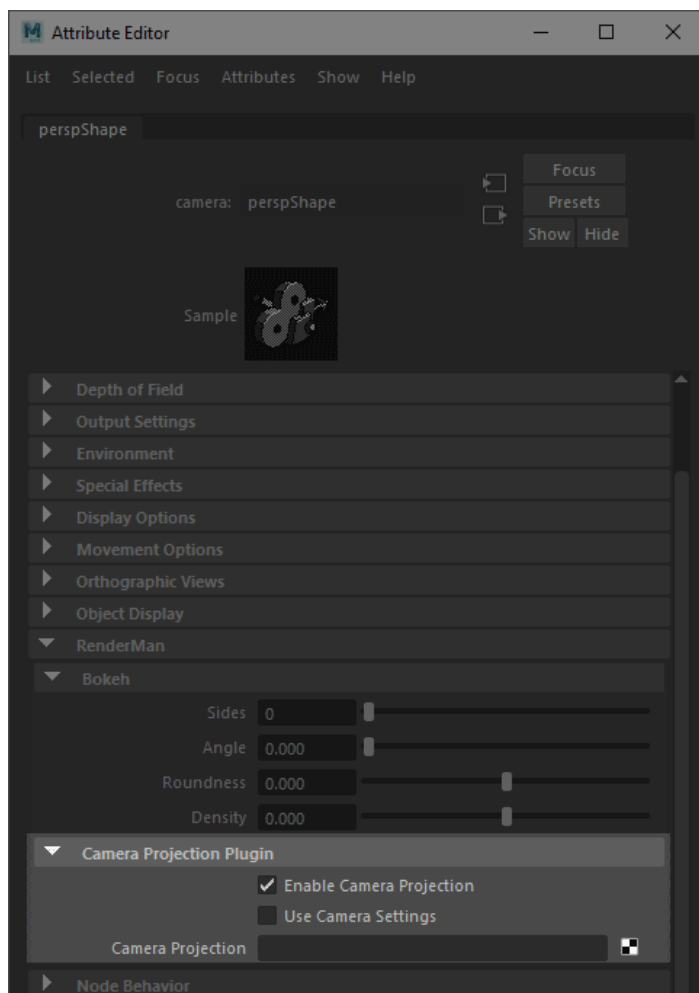 Attribute Editor
List Selected Focus Attributes Show Help
perspShape
Focus
camera: perspShape
Presets
Show Hide
Sample
Depth of Field
Output Settings
Environment
Special Effects
Display Options
Movement Options
Orthographic Views
Object Display
RenderMan
Bokeh
Sides 0
Angle 0.000
Roundness 0.000
Density 0.000
Camera Projection Plugin
Enable Camera Projection
Use Camera Settings
Camera Projection
Node Behavior